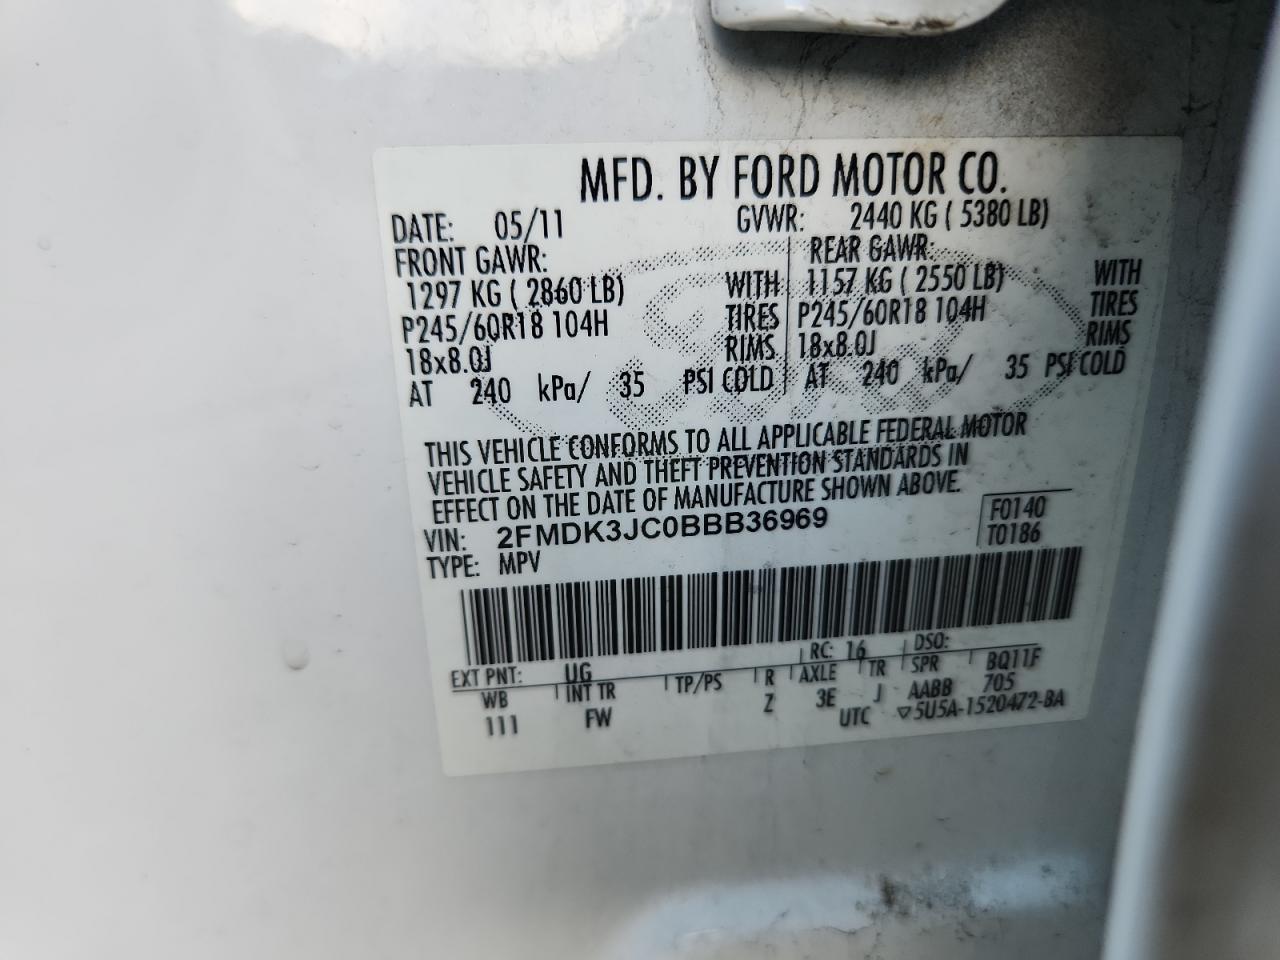 MFD. BY FORD MOTOR CO.
DATE: 05/11 GVWR: 2440 KG ( 5380 LB)
FRONT GAWR: REAR GAWR:
1297 KG ( 2860 LB) WITH 1157 KG ( 2550 LB) WITH
P245/60R18 104H TIRES P245/60R18 104H TIRES
18x8.0J RIMS 18x8.0J RIMS
AT 240 kPa/ 35 PSI COLD AT 240 kPa/ 35 PSI COLD
THIS VEHICLE CONFORMS TO ALL APPLICABLE FEDERAL MOTOR
VEHICLE SAFETY AND THEFT PREVENTION STANDARDS IN
EFFECT ON THE DATE OF MANUFACTURE SHOWN ABOVE.
VIN: 2FMDK3JC0BBB36969 F0140
TYPE: MPV T0186
EXT PNT: UG RC: 16 DSO:
WB INT TR TP/PS R AXLE TR SPR BQ11F
111 FW Z 3E J AABB 705
UTC ▽5U5A-1520472-BA